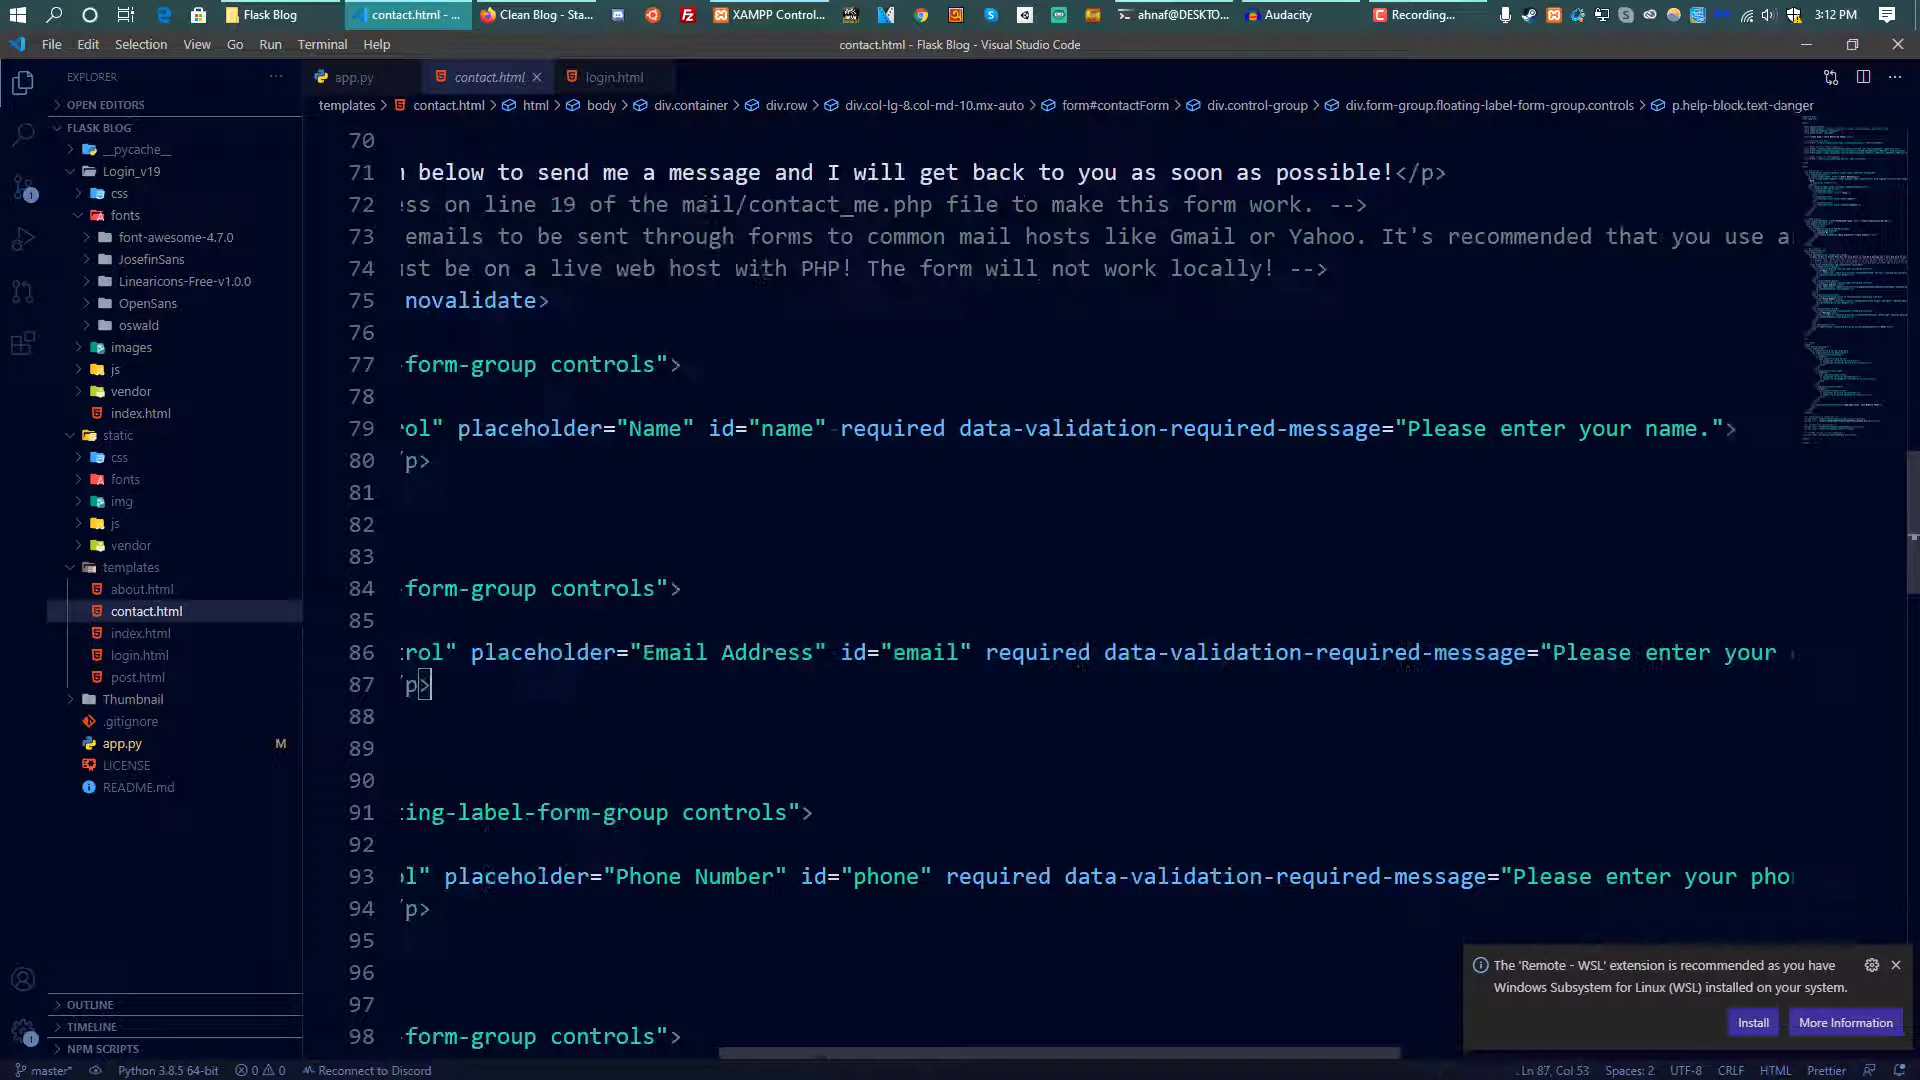 Flask Blog
contact.html - ...
Clean Blog - Sta...
XAMPP Control...
ahnaf@DESKTO...
Audacity
Recording...
3:12 PM
File Edit Selection View Go Run Terminal Help
contact.html - Flask Blog - Visual Studio Code
EXPLORER
app.py
contact.html
login.html
OPEN EDITORS
templates > contact.html > html > body > div.container > div.row > div.col-lg-8.col-md-10.mx-auto > form#contactForm > div.control-group > div.form-group.floating-label-form-group.controls > p.help-block.text-danger
FLASK BLOG
__pycache__
Login_v19
css
fonts
font-awesome-4.7.0
JosefinSans
Linearicons-Free-v1.0.0
OpenSans
oswald
images
js
vendor
index.html
static
css
fonts
img
js
vendor
templates
about.html
contact.html
index.html
login.html
post.html
Thumbnail
.gitignore
app.py M
LICENSE
README.md
OUTLINE
TIMELINE
NPM SCRIPTS
70
71 below to send me a message and I will get back to you as soon as possible!</p>
72 ess on line 19 of the mail/contact_me.php file to make this form work. -->
73 emails to be sent through forms to common mail hosts like Gmail or Yahoo. It's recommended that you use a
74 ust be on a live web host with PHP! The form will not work locally! -->
75 novalidate>
76
77 -form-group controls">
78
79 rol" placeholder="Name" id="name" required data-validation-required-message="Please enter your name.">
80 /p>
81
82
83
84 -form-group controls">
85
86 rol" placeholder="Email Address" id="email" required data-validation-required-message="Please enter your
87 /p>
88
89
90
91 ting-label-form-group controls">
92
93 ol" placeholder="Phone Number" id="phone" required data-validation-required-message="Please enter your pho
94 /p>
95
96
97
98 -form-group controls">
The 'Remote - WSL' extension is recommended as you have
Windows Subsystem for Linux (WSL) installed on your system.
Install
More Information
master* Python 3.8.5 64-bit 0 0 Reconnect to Discord
Ln 87, Col 53 Spaces: 2 UTF-8 CRLF HTML Prettier